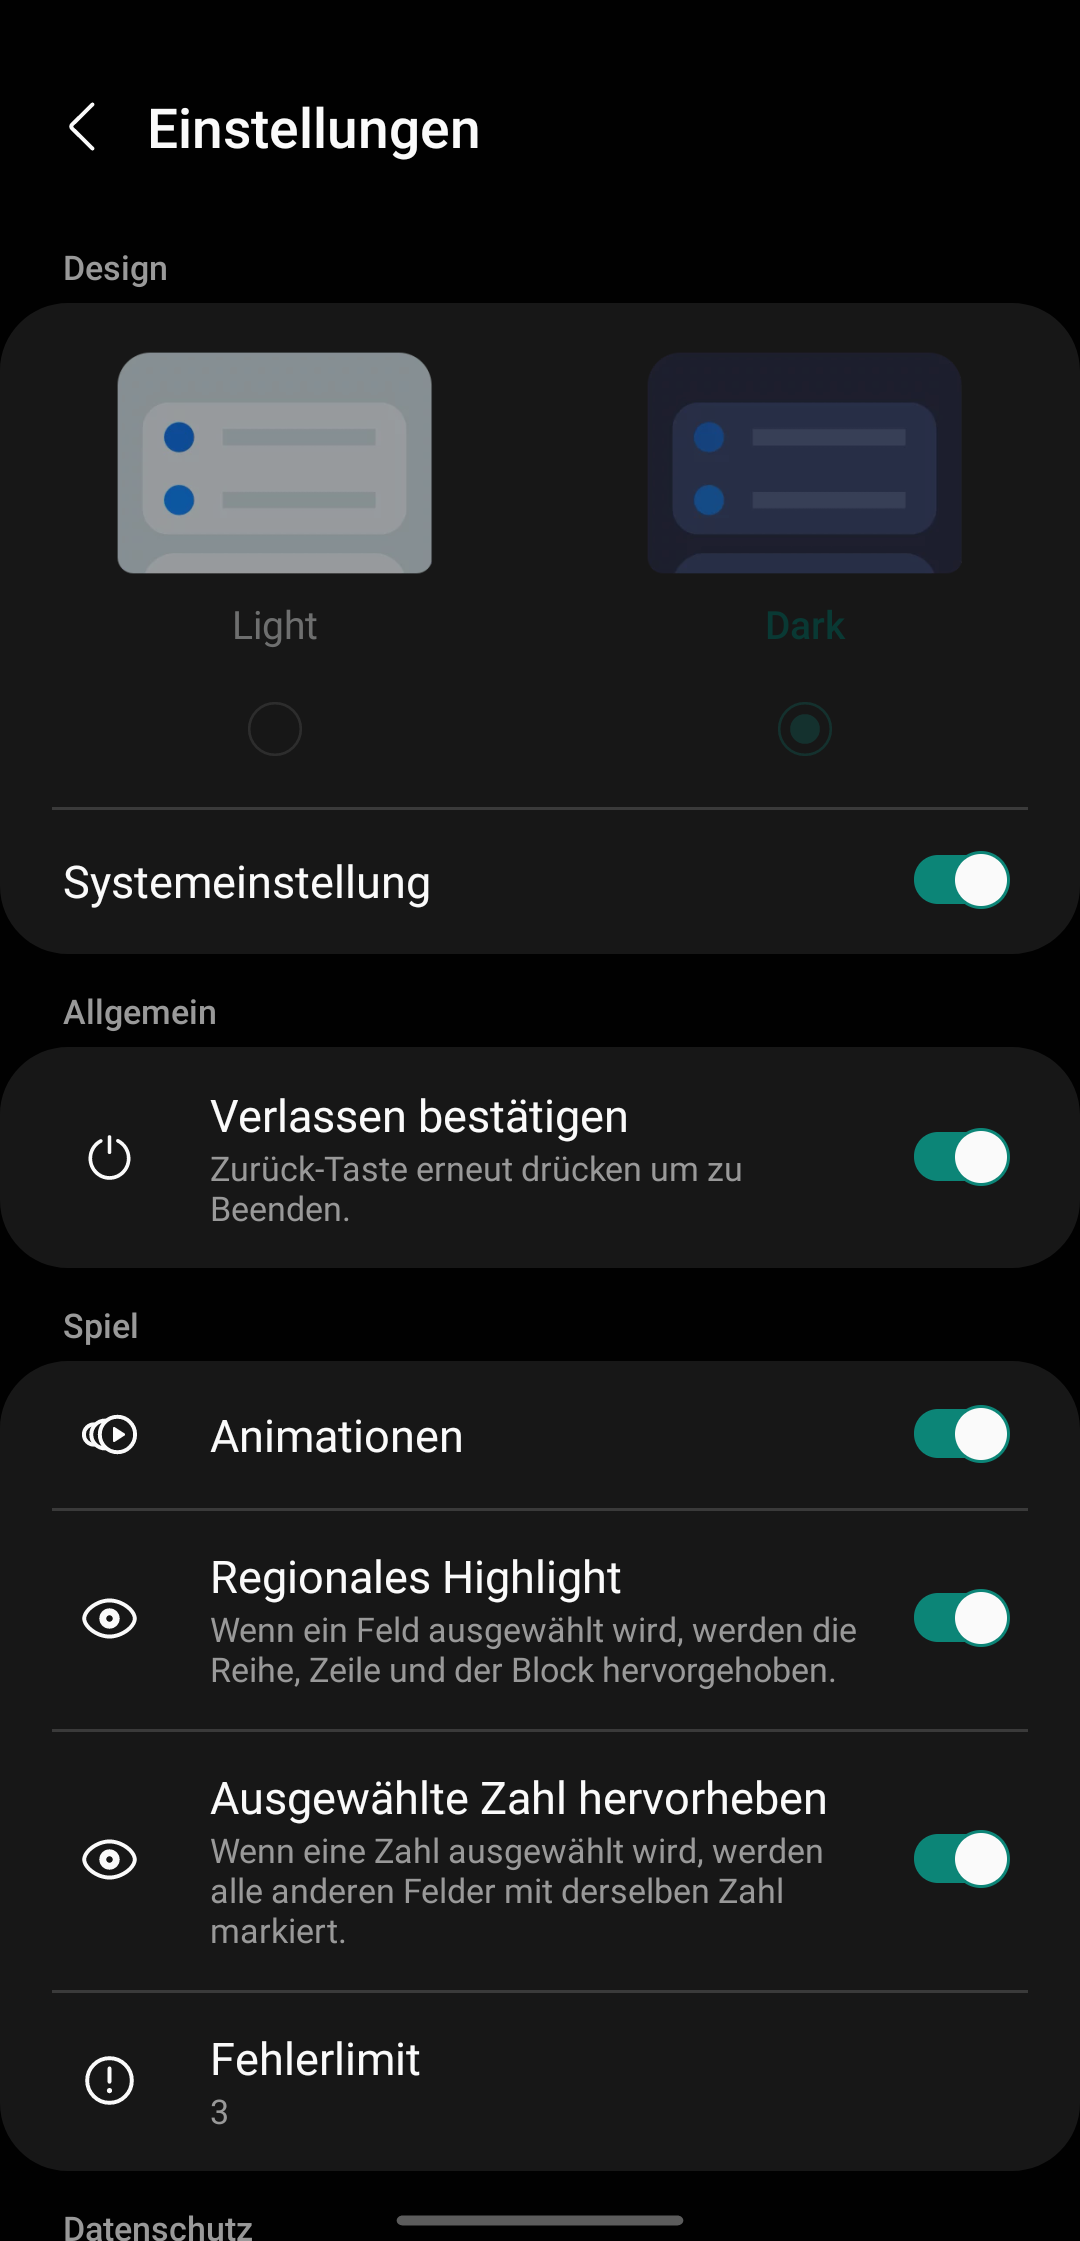 Einstellungen
Design
Light
Dark
Systemeinstellung
Allgemein
Verlassen bestätigen
Zurück-Taste erneut drücken um zu
Beenden.
Spiel
Animationen
Regionales Highlight
Wenn ein Feld ausgewählt wird, werden die
Reihe, Zeile und der Block hervorgehoben.
Ausgewählte Zahl hervorheben
Wenn eine Zahl ausgewählt wird, werden
alle anderen Felder mit derselben Zahl
markiert.
Fehlerlimit
3
Datenschutz